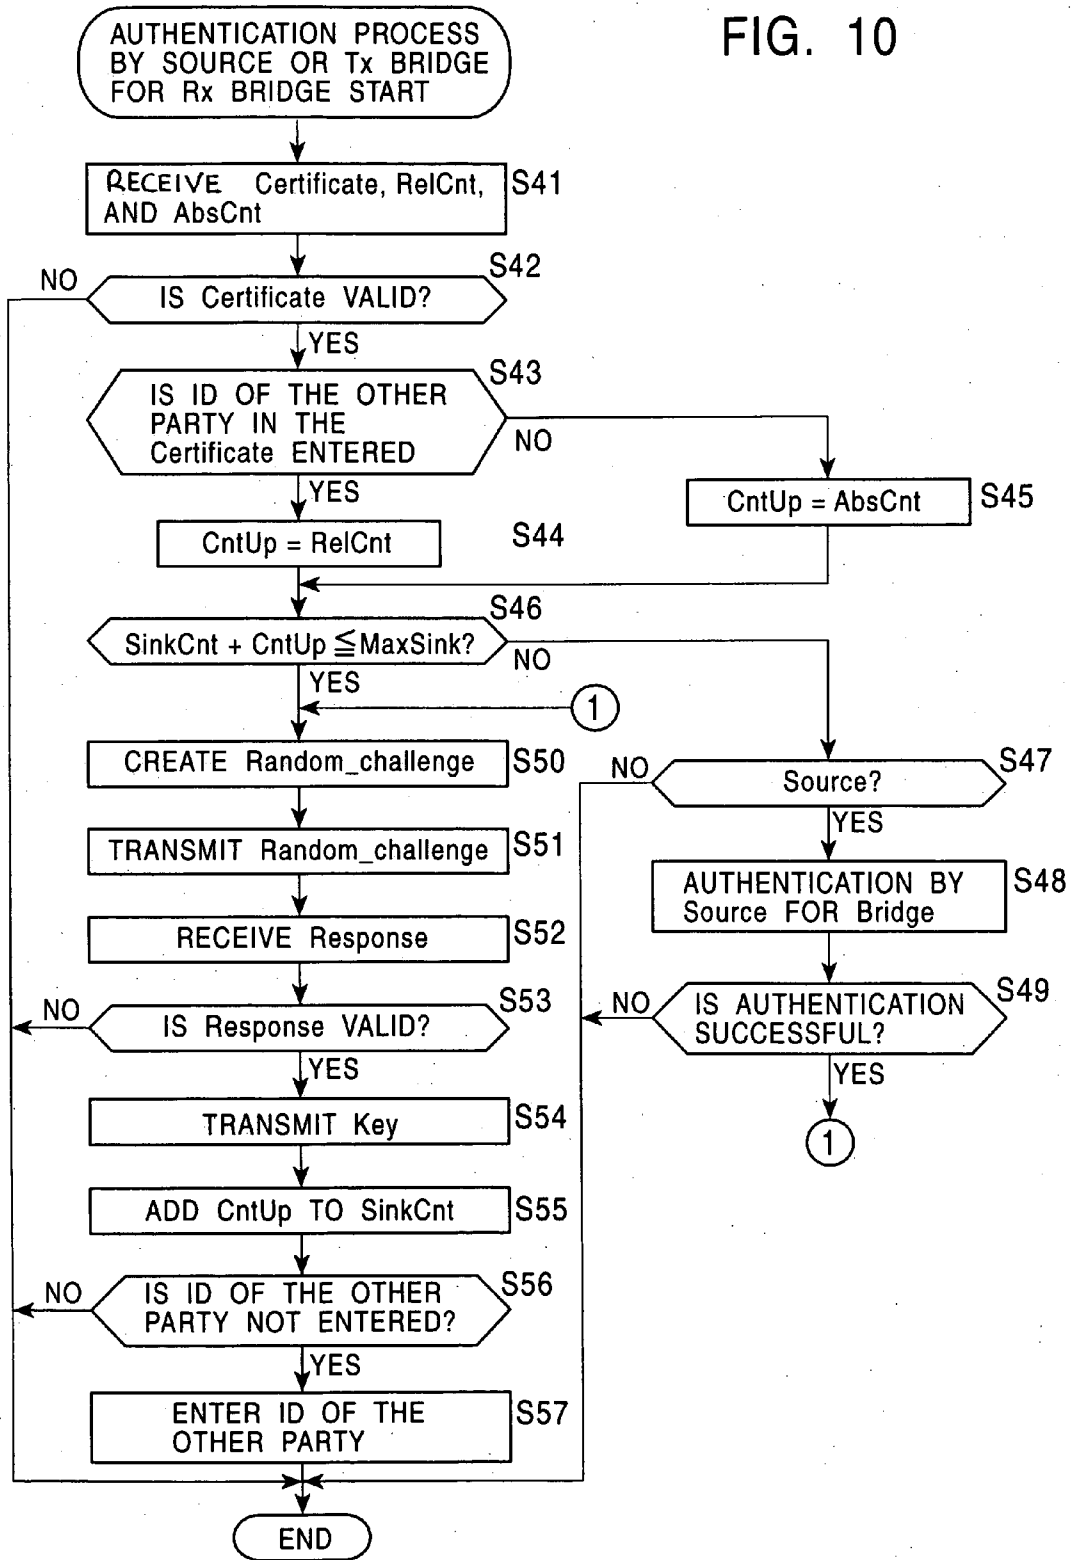 FIG. 10
AUTHENTICATION PROCESS
BY SOURCE OR Tx BRIDGE
FOR Rx BRIDGE START
RECEIVE Certificate, RelCnt,
AND AbsCnt
S41
S42
NO
IS Certificate VALID?
YES
S43
IS ID OF THE OTHER
PARTY IN THE
Certificate ENTERED
NO
YES
CntUp = AbsCnt
S45
CntUp = RelCnt
S44
S46
SinkCnt + CntUp ≦ MaxSink?
NO
YES
1
CREATE Random_challenge
S50
S47
NO
Source?
YES
TRANSMIT Random_challenge
S51
AUTHENTICATION BY
Source FOR Bridge
S48
RECEIVE Response
S52
S53
NO
IS Response VALID?
YES
S49
NO
IS AUTHENTICATION
SUCCESSFUL?
YES
1
TRANSMIT Key
S54
ADD CntUp TO SinkCnt
S55
S56
NO
IS ID OF THE OTHER
PARTY NOT ENTERED?
YES
ENTER ID OF THE
OTHER PARTY
S57
END